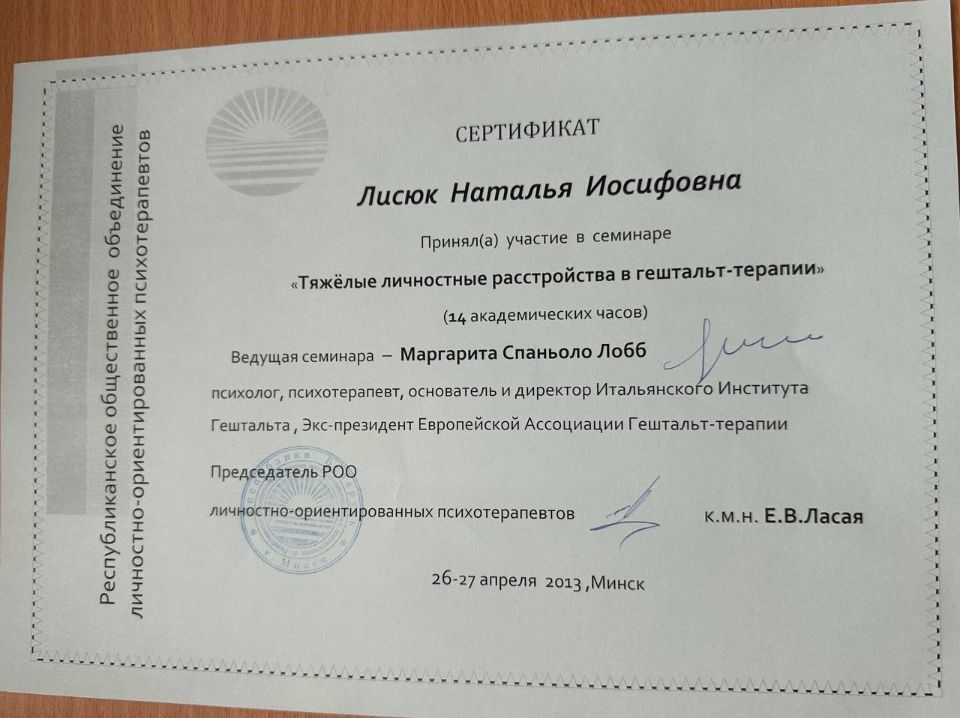 Республиканское общественное объединение
личностно-ориентированных психотерапевтов
СЕРТИФИКАТ
Лисюк Наталья Иосифовна
Принял(а) участие в семинаре
«Тяжёлые личностные расстройства в гештальт-терапии»
(14 академических часов)
Ведущая семинара – Маргарита Спаньоло Лобб
психолог, психотерапевт, основатель и директор Итальянского Института
Гештальта , Экс-президент Европейской Ассоциации Гештальт-терапии
Председатель РОО
личностно-ориентированных психотерапевтов к.м.н. Е.В.Ласая
г. Минск
26-27 апреля 2013 ,Минск